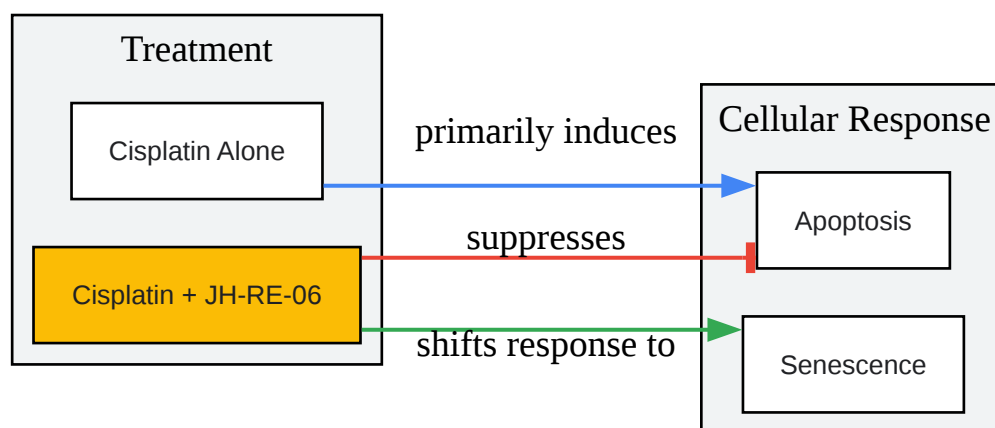 Treatment
Cisplatin Alone
Cisplatin + JH-RE-06
primarily induces
suppresses
shifts response to
Cellular Response
Apoptosis
Senescence